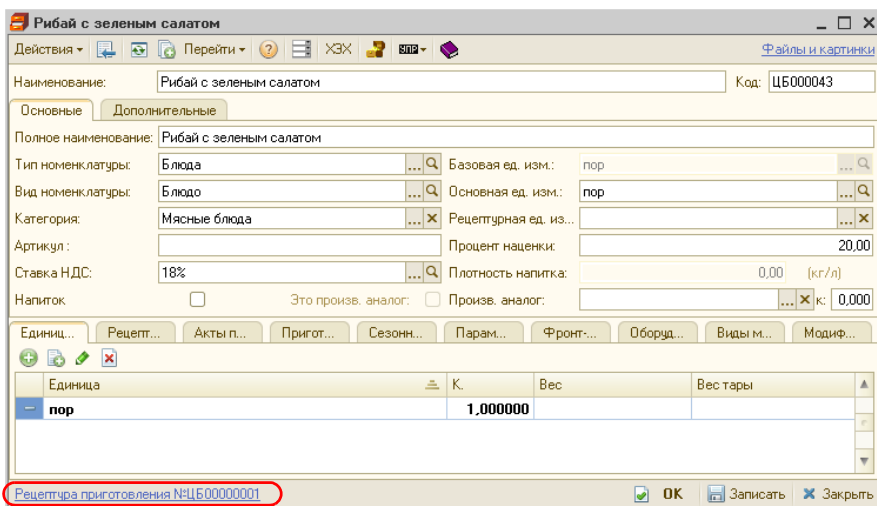 Рибай с зеленым салатом
Действия Перейти ХЭХ УПР Файлы и картинки
Наименование: Рибай с зеленым салатом Код: ЦБ000043
Основные Дополнительные
Полное наименование: Рибай с зеленым салатом
Тип номенклатуры: Блюда ... Базовая ед. изм.: пор ...
Вид номенклатуры: Блюдо ... Основная ед. изм.: пор ...
Категория: Мясные блюда ... Рецептурная ед. из... ...
Артикул : Процент наценки: 20,00
Ставка НДС: 18% ... Плотность напитка: 0,00 (кг/л)
Напиток Это произв. аналог: Произв. аналог: ... к: 0,000
Единиц... Рецепт... Акты п... Пригот... Сезонн... Парам... Фронт-... Оборуд... Виды м... Модиф...
Единица К. Вес Вес тары
пор 1,000000
Рецептура приготовления №ЦБ00000001 OK Записать Закрыть